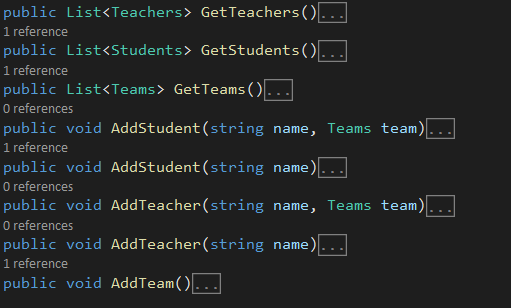 public List<Teachers> GetTeachers()...
1 reference
public List<Students> GetStudents()...
1 reference
public List<Teams> GetTeams()...
0 references
public void AddStudent(string name, Teams team)...
1 reference
public void AddStudent(string name)...
0 references
public void AddTeacher(string name, Teams team)...
0 references
public void AddTeacher(string name)...
1 reference
public void AddTeam()...